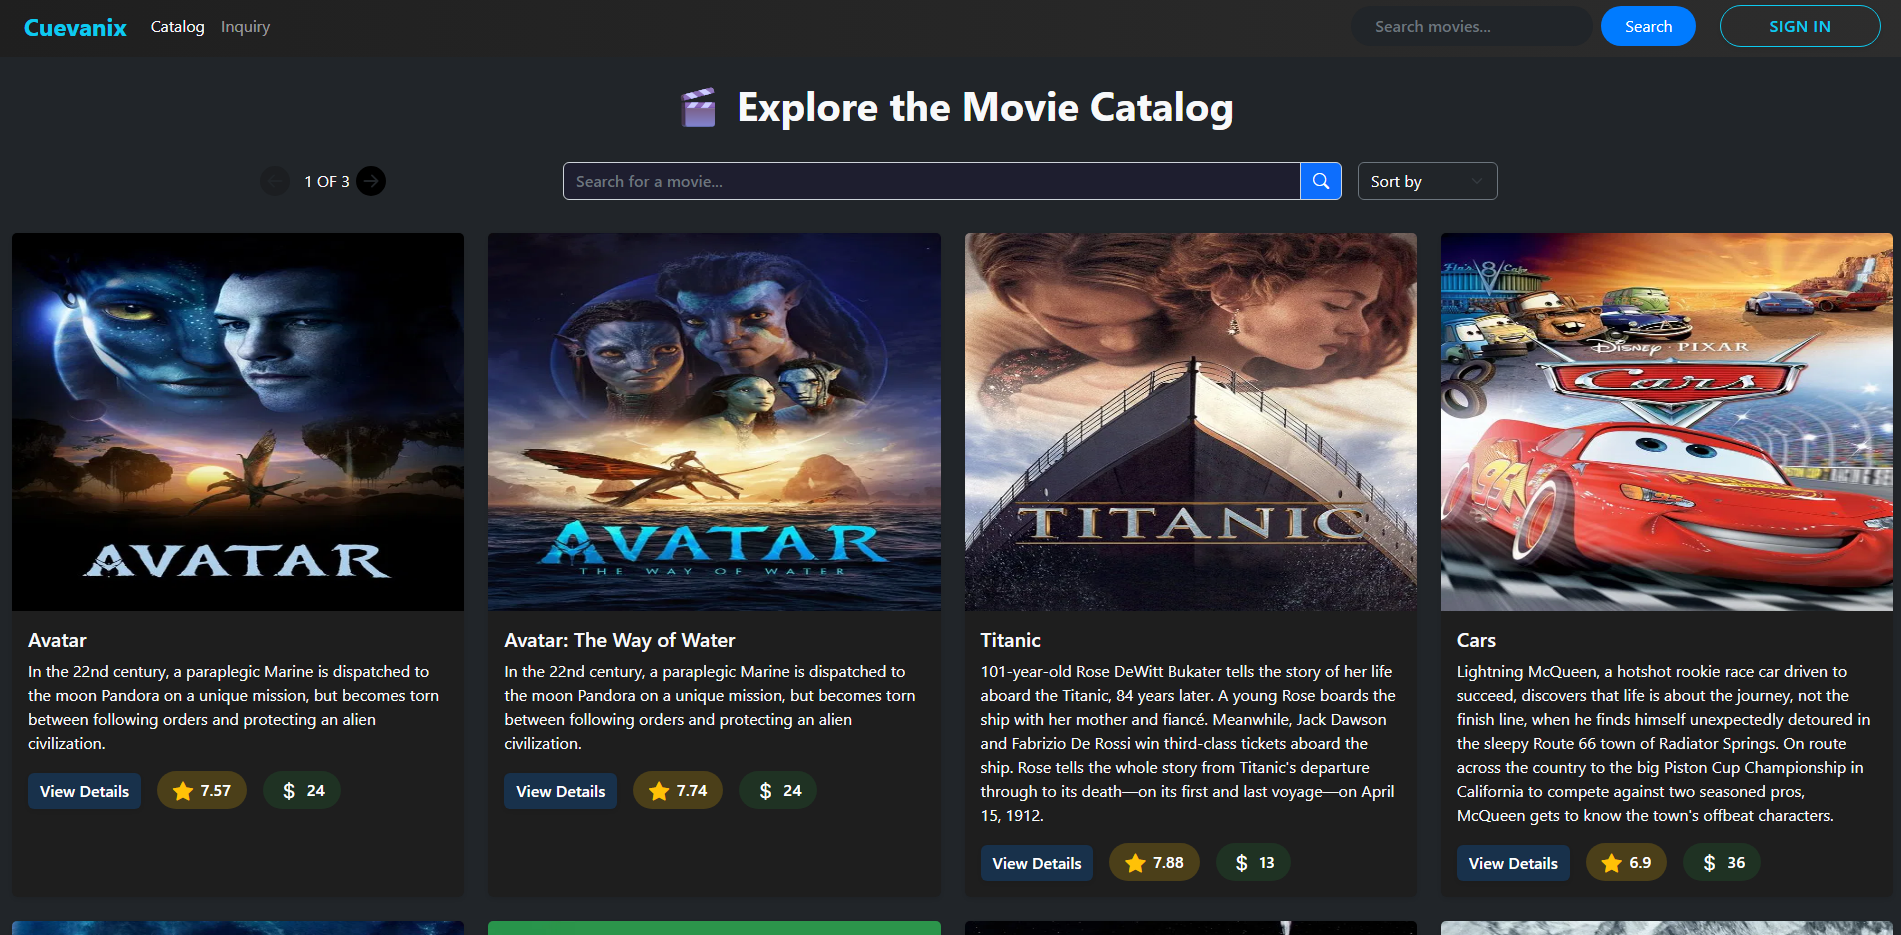 Cuevanix Catalog Inquiry Search movies... Search SIGN IN
Explore the Movie Catalog
1 OF 3 Search for a movie... Sort by
AVATAR
AVATAR
THE WAY OF WATER
TITANIC
Flo's V8 Cafe
DISNEY · PIXAR
Cars
95
Avatar
In the 22nd century, a paraplegic Marine is dispatched to
the moon Pandora on a unique mission, but becomes torn
between following orders and protecting an alien
civilization.
View Details 7.57 $ 24
Avatar: The Way of Water
In the 22nd century, a paraplegic Marine is dispatched to
the moon Pandora on a unique mission, but becomes torn
between following orders and protecting an alien
civilization.
View Details 7.74 $ 24
Titanic
101-year-old Rose DeWitt Bukater tells the story of her life
aboard the Titanic, 84 years later. A young Rose boards the
ship with her mother and fiancé. Meanwhile, Jack Dawson
and Fabrizio De Rossi win third-class tickets aboard the
ship. Rose tells the whole story from Titanic's departure
through to its death—on its first and last voyage—on April
15, 1912.
View Details 7.88 $ 13
Cars
Lightning McQueen, a hotshot rookie race car driven to
succeed, discovers that life is about the journey, not the
finish line, when he finds himself unexpectedly detoured in
the sleepy Route 66 town of Radiator Springs. On route
across the country to the big Piston Cup Championship in
California to compete against two seasoned pros,
McQueen gets to know the town's offbeat characters.
View Details 6.9 $ 36